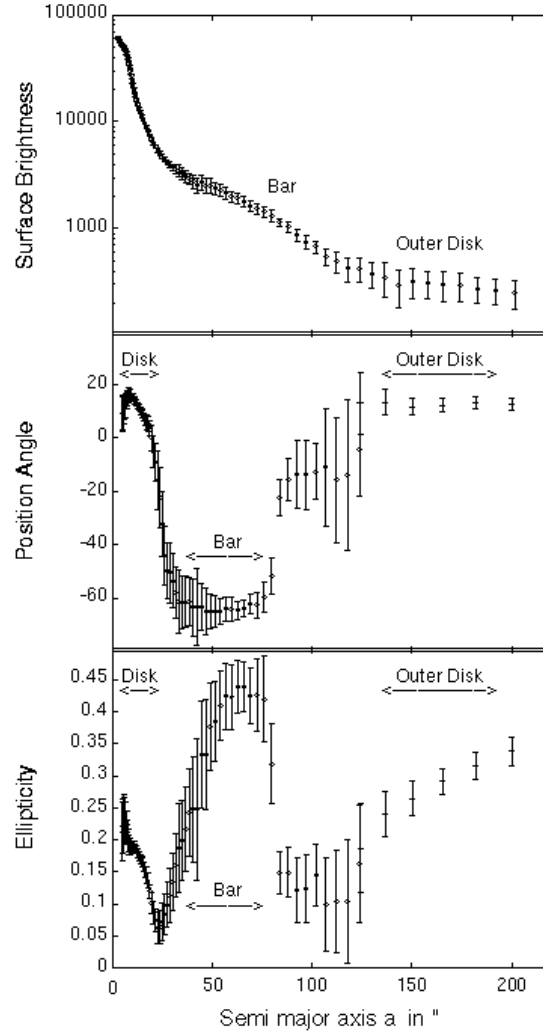 100000
10000
1000
Surface Brightness
Bar
Outer Disk
Disk
Outer Disk
20
0
-20
-40
-60
Position Angle
Bar
Disk
Outer Disk
0.45
0.4
0.35
0.3
0.25
0.2
0.15
0.1
0.05
0
Ellipticity
Bar
0
50
100
150
200
Semi major axis a in "